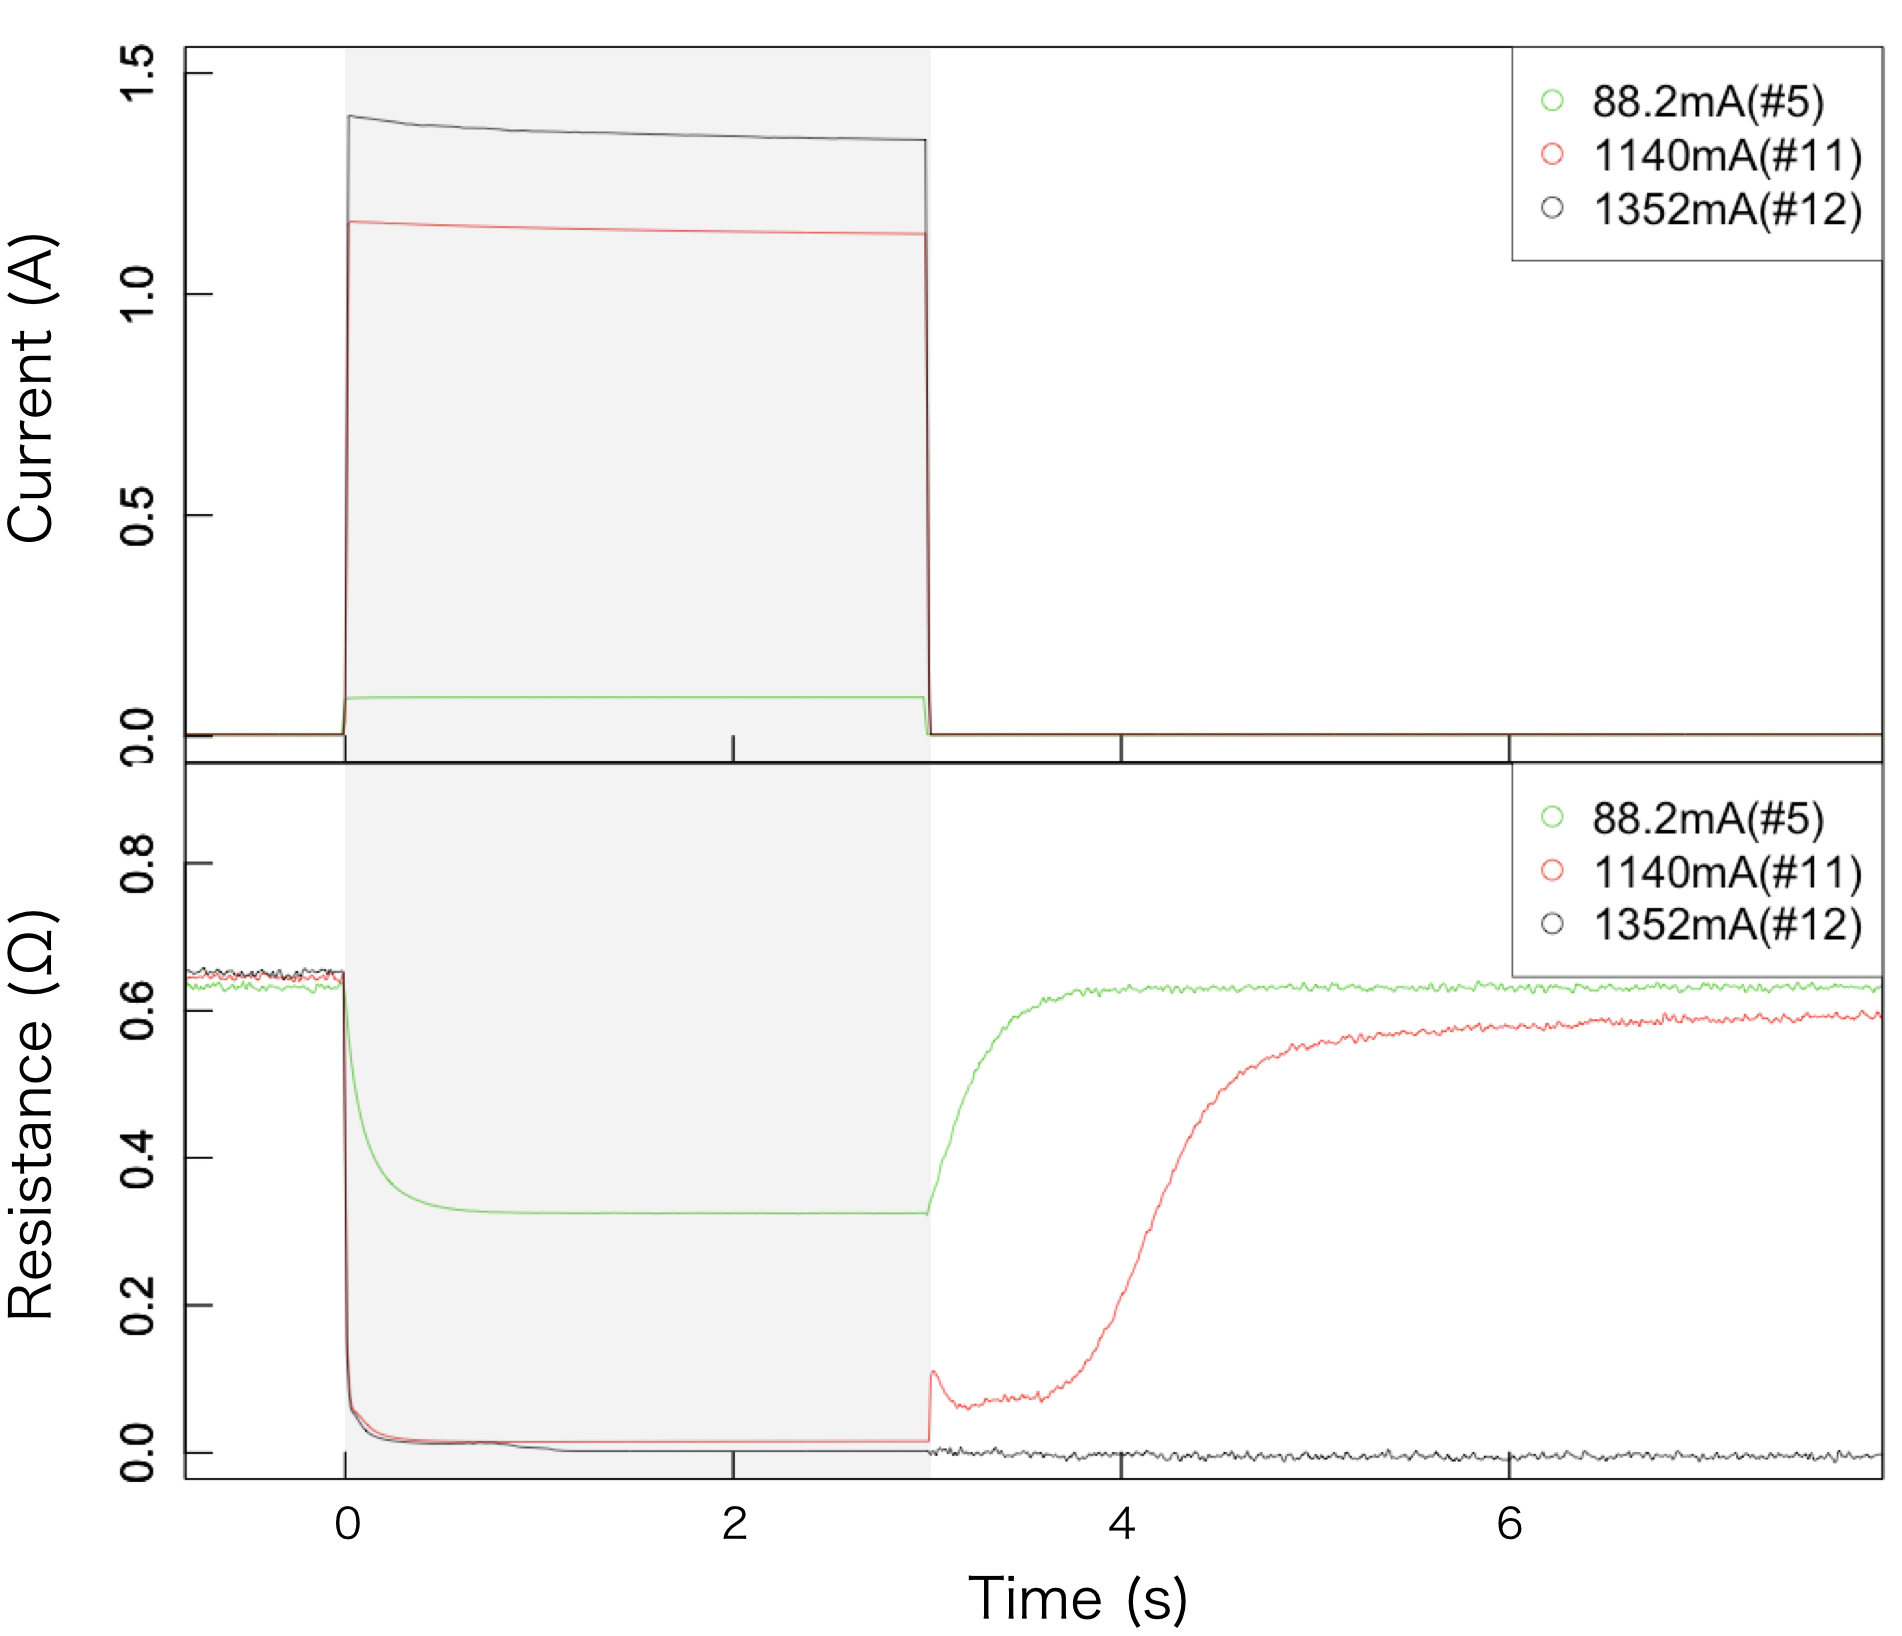 Current (A)
1.5
1.0
0.5
0.0
88.2mA(#5)
1140mA(#11)
1352mA(#12)
Resistance (Ω)
0.8
0.6
0.4
0.2
0.0
88.2mA(#5)
1140mA(#11)
1352mA(#12)
0 2 4 6
Time (s)